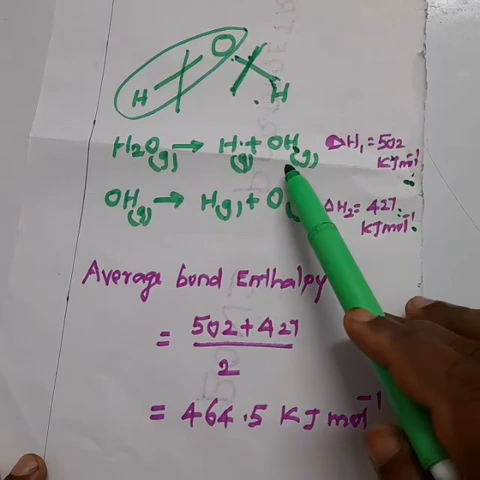 O
H H
H₂O(g) → H(g) + OH(g) ΔH₁ = 502 KJmol⁻¹
OH(g) → H(g) + O( ΔH₂ = 427 KJmol⁻¹
Average bond Enthalpy
= 502+427
2
= 464.5 KJ mol⁻¹